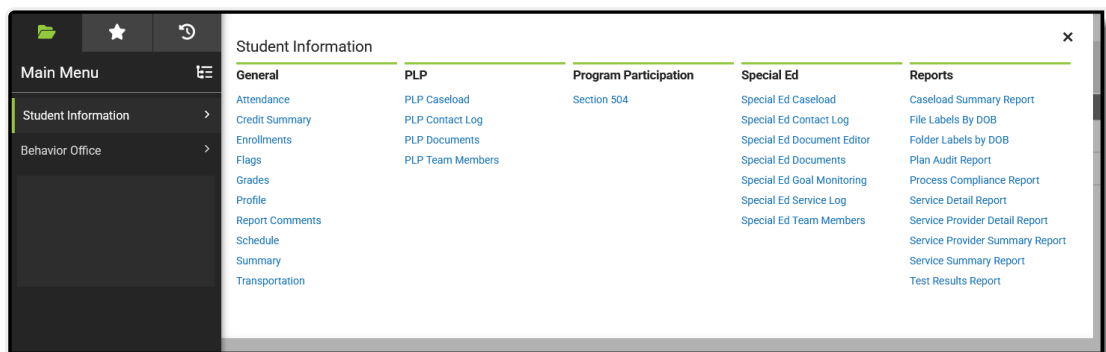 Main Menu
Student Information
Behavior Office
Student Information
General
Attendance
Credit Summary
Enrollments
Flags
Grades
Profile
Report Comments
Schedule
Summary
Transportation
PLP
PLP Caseload
PLP Contact Log
PLP Documents
PLP Team Members
Program Participation
Section 504
Special Ed
Special Ed Caseload
Special Ed Contact Log
Special Ed Document Editor
Special Ed Documents
Special Ed Goal Monitoring
Special Ed Service Log
Special Ed Team Members
Reports
Caseload Summary Report
File Labels By DOB
Folder Labels by DOB
Plan Audit Report
Process Compliance Report
Service Detail Report
Service Provider Detail Report
Service Provider Summary Report
Service Summary Report
Test Results Report